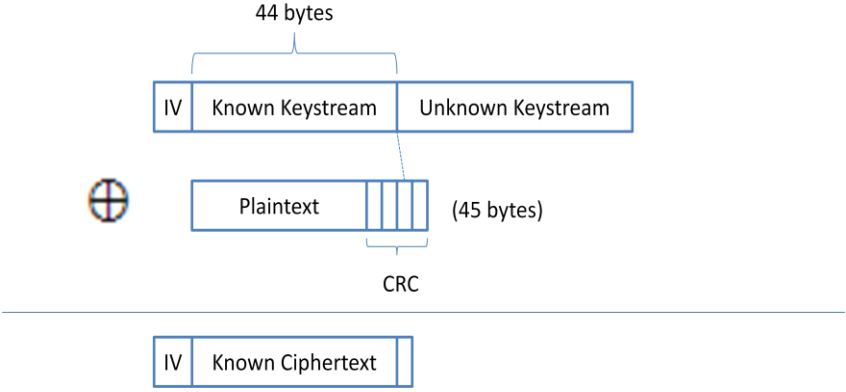 44 bytes
IV Known Keystream Unknown Keystream
Plaintext (45 bytes)
CRC
IV Known Ciphertext